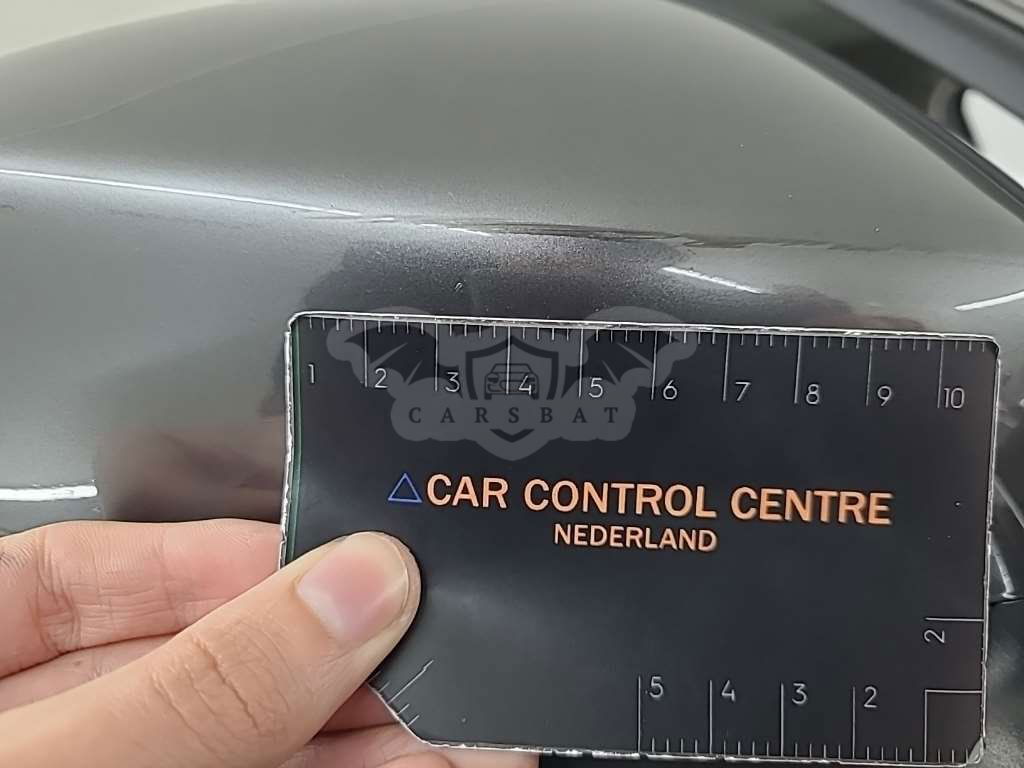 1 2 3 4 5 6 7 8 9 10
CARSBAT
△CAR CONTROL CENTRE
NEDERLAND
2
5 4 3 2